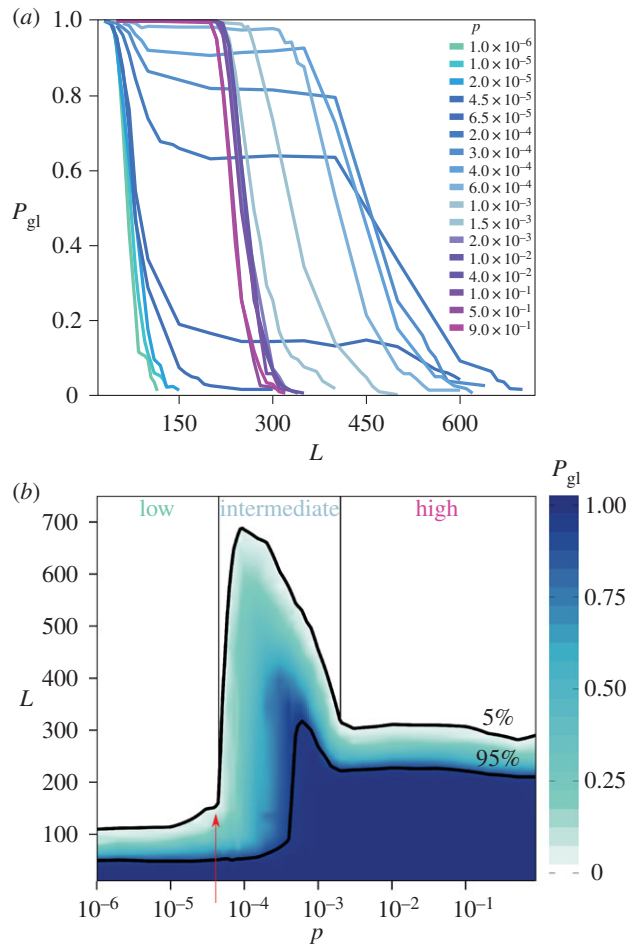 (a)
1.0
0.8
0.6
0.4
0.2
0
P_gl
150 300 450 600
L
p
1.0 × 10⁻⁶
1.0 × 10⁻⁵
2.0 × 10⁻⁵
4.5 × 10⁻⁵
6.5 × 10⁻⁵
2.0 × 10⁻⁴
3.0 × 10⁻⁴
4.0 × 10⁻⁴
6.0 × 10⁻⁴
1.0 × 10⁻³
1.5 × 10⁻³
2.0 × 10⁻³
1.0 × 10⁻²
4.0 × 10⁻²
1.0 × 10⁻¹
5.0 × 10⁻¹
9.0 × 10⁻¹
(b)
low intermediate high
700
600
500
400
300
200
100
L
5%
95%
10⁻⁶ 10⁻⁵ 10⁻⁴ 10⁻³ 10⁻² 10⁻¹
p
P_gl
1.00
0.75
0.50
0.25
0